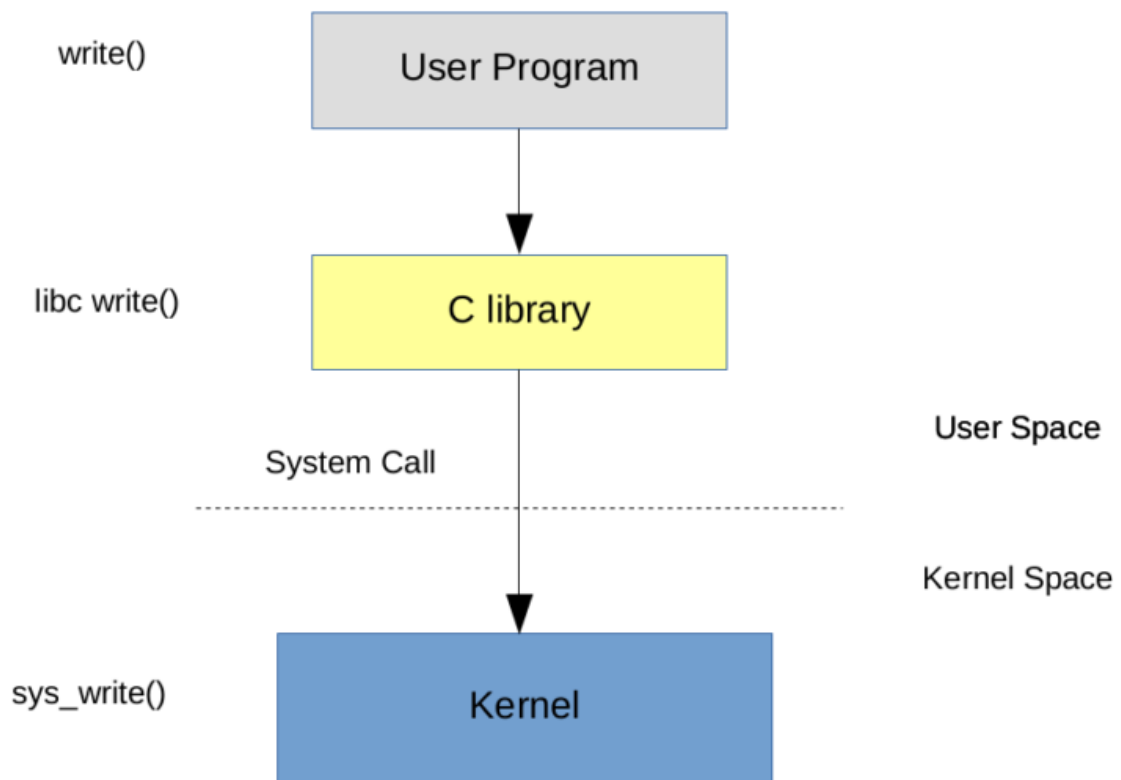 write()
User Program
libc write()
C library
User Space
System Call
Kernel Space
sys_write()
Kernel